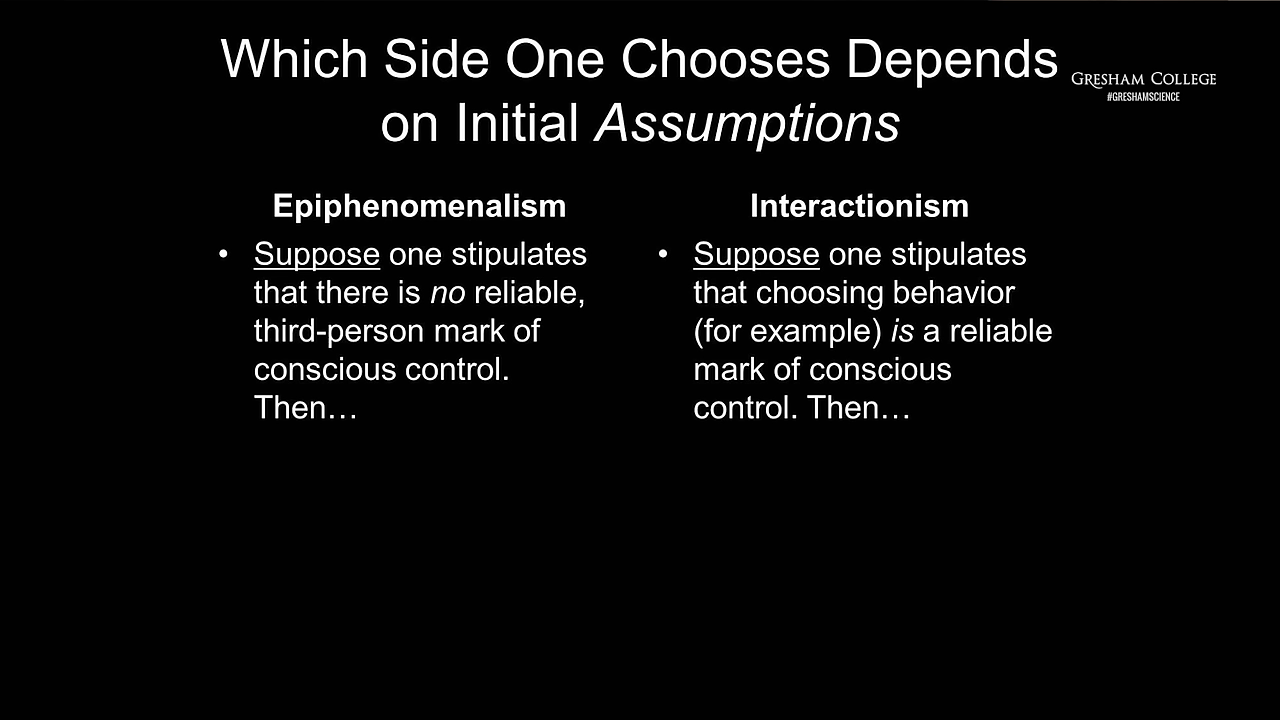 Which Side One Chooses Depends
on Initial Assumptions
GRESHAM COLLEGE
#GRESHAMSCIENCE
Epiphenomenalism
• Suppose one stipulates
that there is no reliable,
third-person mark of
conscious control.
Then…
Interactionism
• Suppose one stipulates
that choosing behavior
(for example) is a reliable
mark of conscious
control. Then…